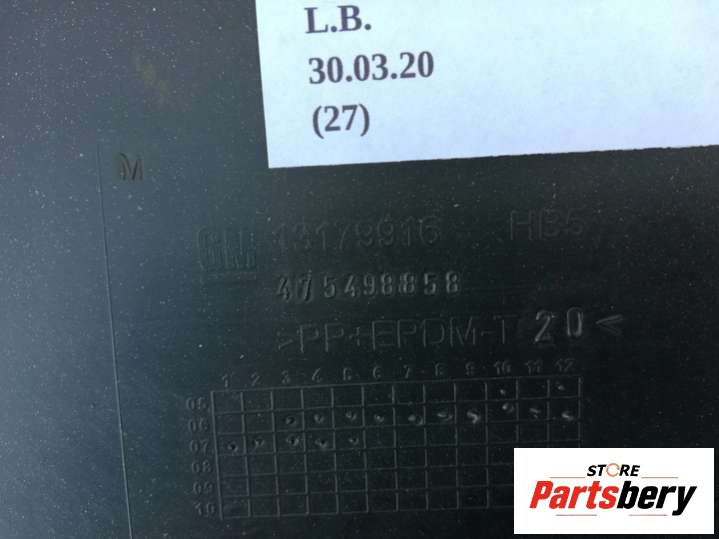 L.B.
30.03.20
(27)
M
GM 13179916 HB5
475498858
>PP+EPDM-T 20<
1 2 3 4 5 6 7 8 9 10 11 12
05
06
07
08
09
10
STORE
Partsbery